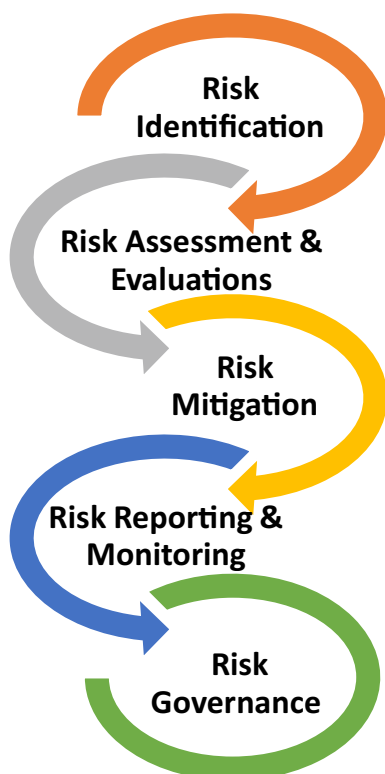 Risk
Identification
Risk Assessment &
Evaluations
Risk
Mitigation
Risk Reporting &
Monitoring
Risk
Governance